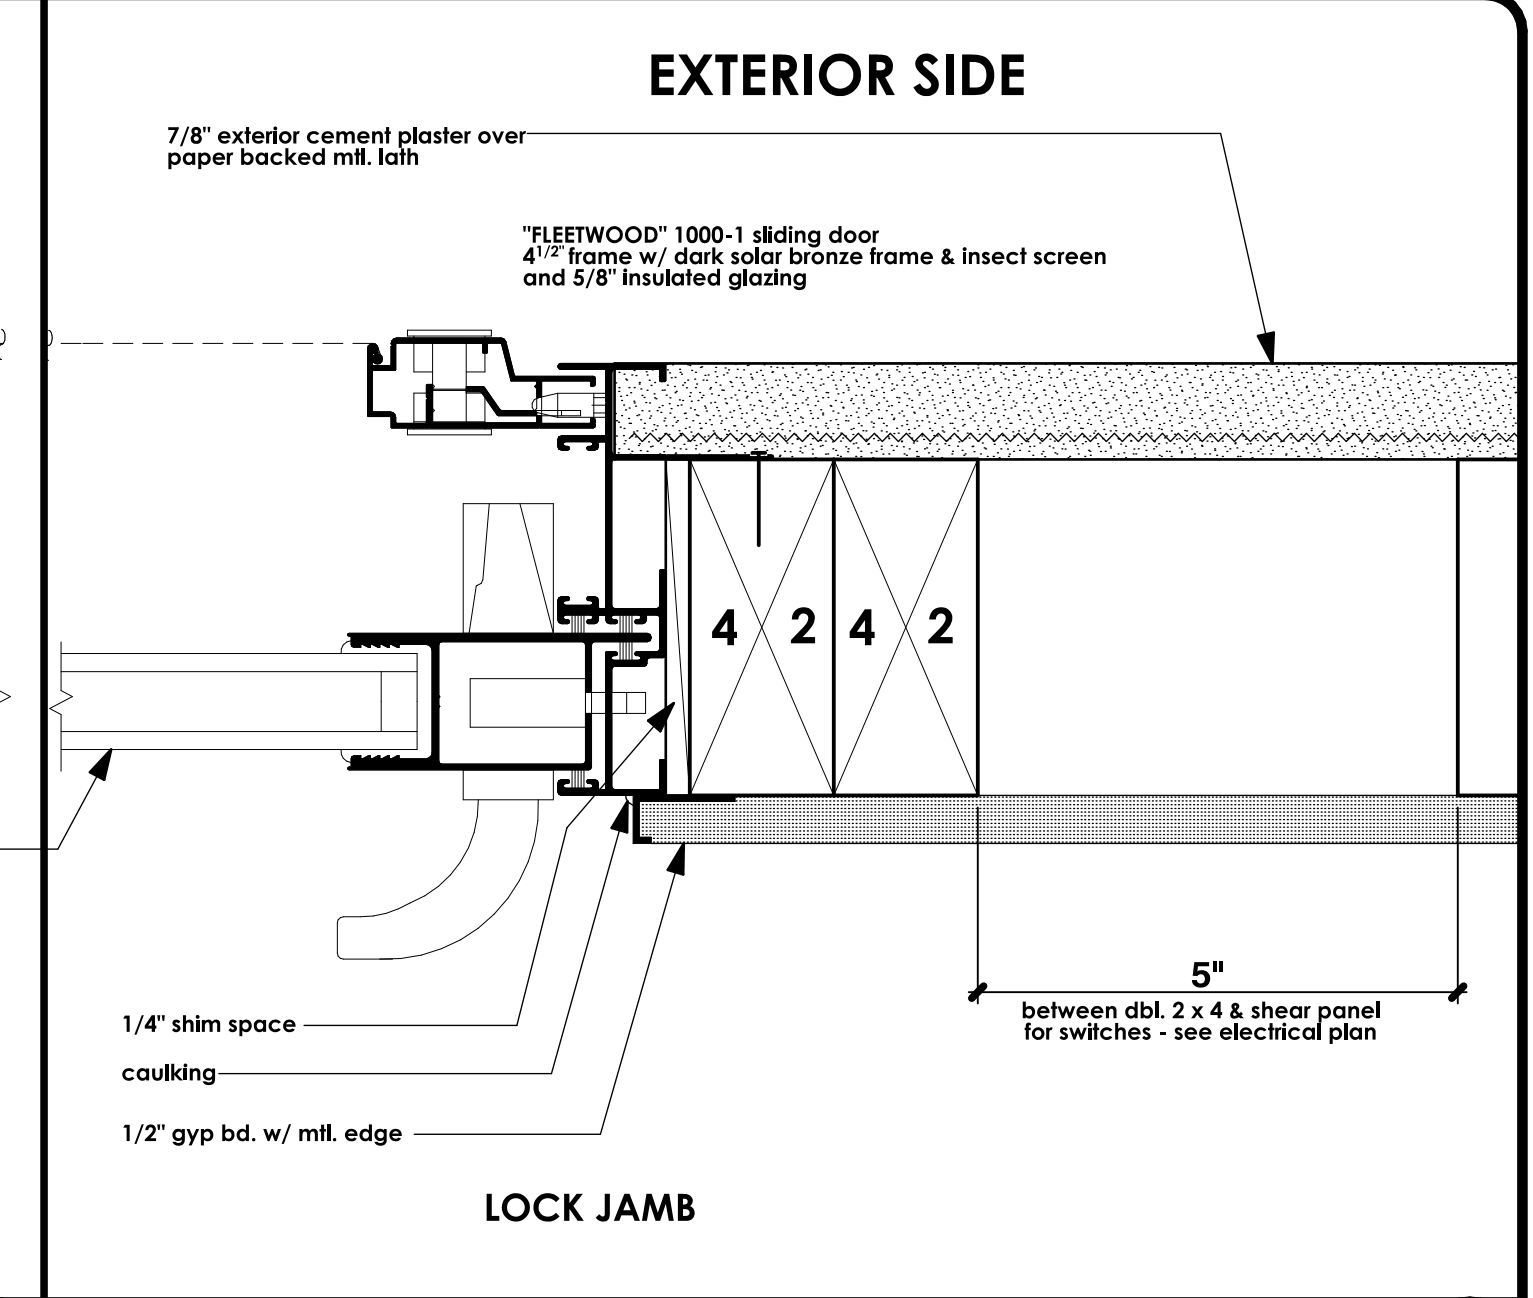 EXTERIOR SIDE
7/8" exterior cement plaster over
paper backed mtl. lath
"FLEETWOOD" 1000-1 sliding door
4 1/2" frame w/ dark solar bronze frame & insect screen
and 5/8" insulated glazing
4 2 4 2
5"
between dbl. 2 x 4 & shear panel
for switches - see electrical plan
1/4" shim space
caulking
1/2" gyp bd. w/ mtl. edge
LOCK JAMB